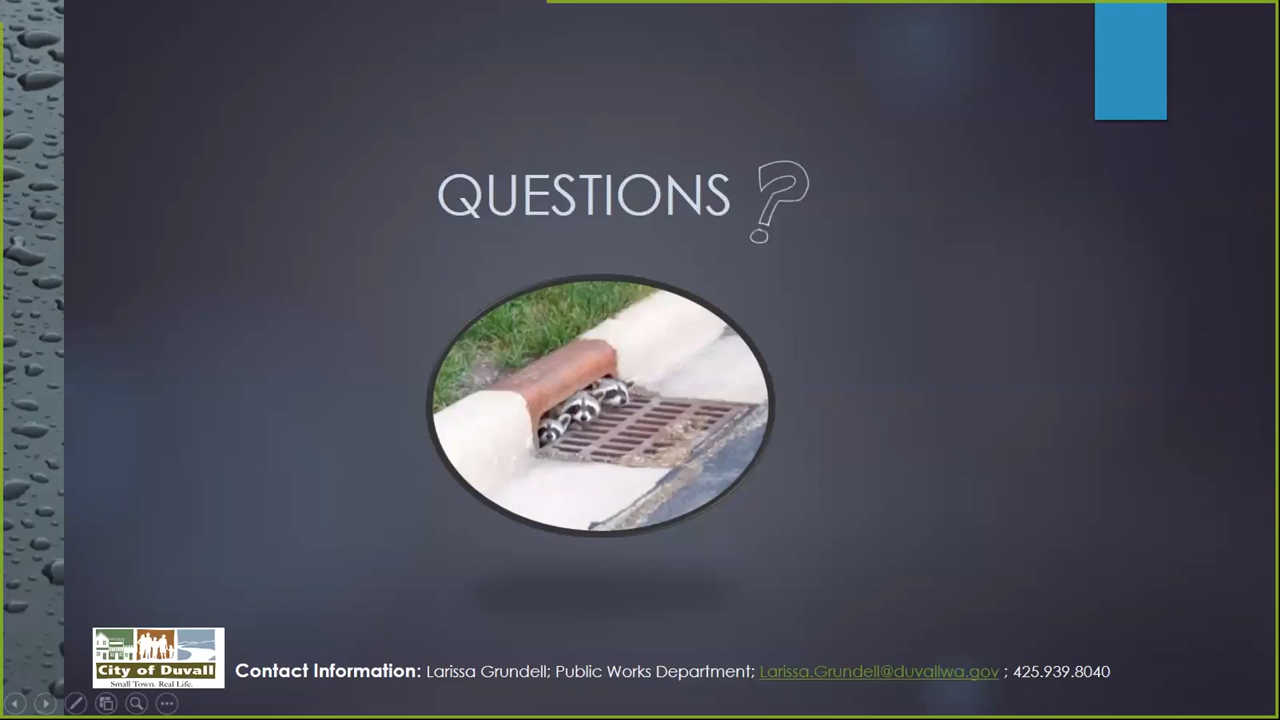 QUESTIONS ?
City of Duvall
Small Town. Real Life.
Contact Information: Larissa Grundell; Public Works Department; Larissa.Grundell@duvallwa.gov ; 425.939.8040